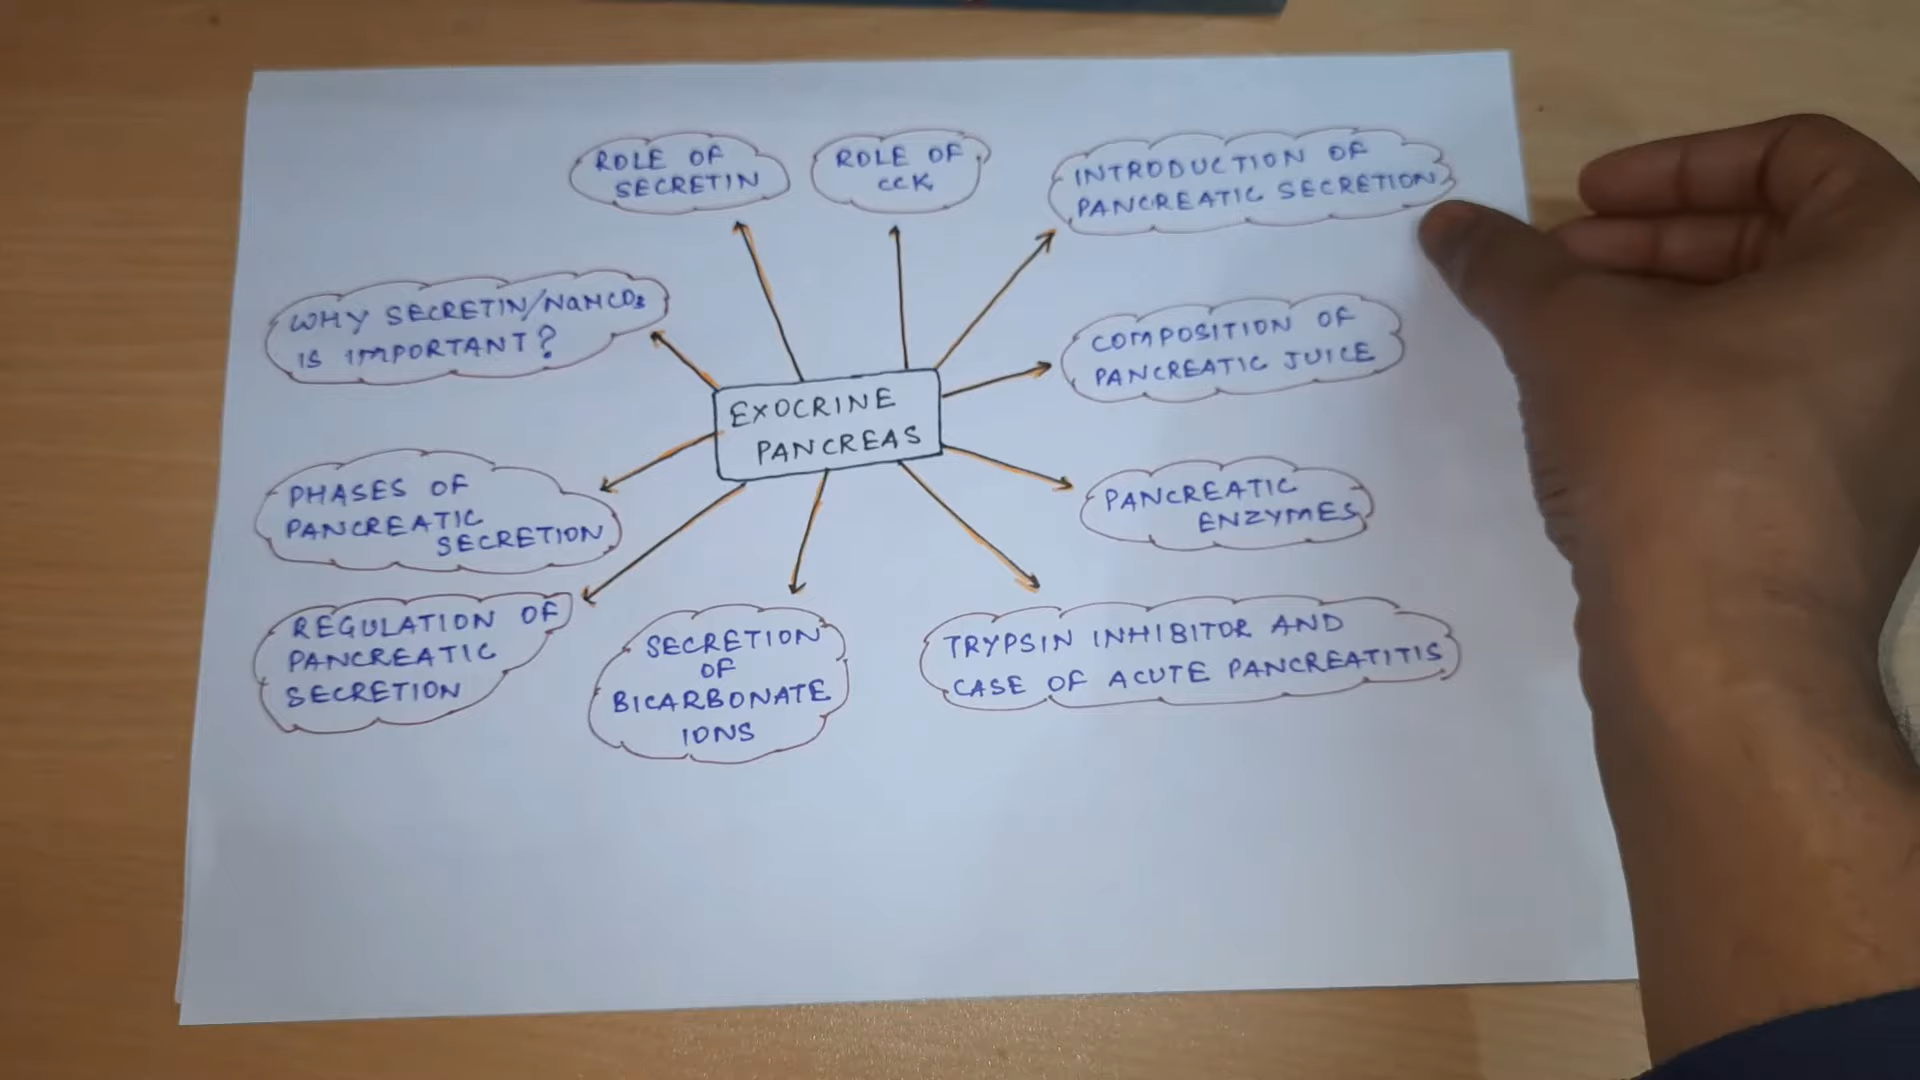 ROLE OF
SECRETIN
ROLE OF
CCK
INTRODUCTION OF
PANCREATIC SECRETION
WHY SECRETIN/NaHCO3
IS IMPORTANT?
COMPOSITION OF
PANCREATIC JUICE
EXOCRINE
PANCREAS
PHASES OF
PANCREATIC
SECRETION
PANCREATIC
ENZYMES
REGULATION OF
PANCREATIC
SECRETION
SECRETION
OF
BICARBONATE
IONS
TRYPSIN INHIBITOR AND
CASE OF ACUTE PANCREATITIS